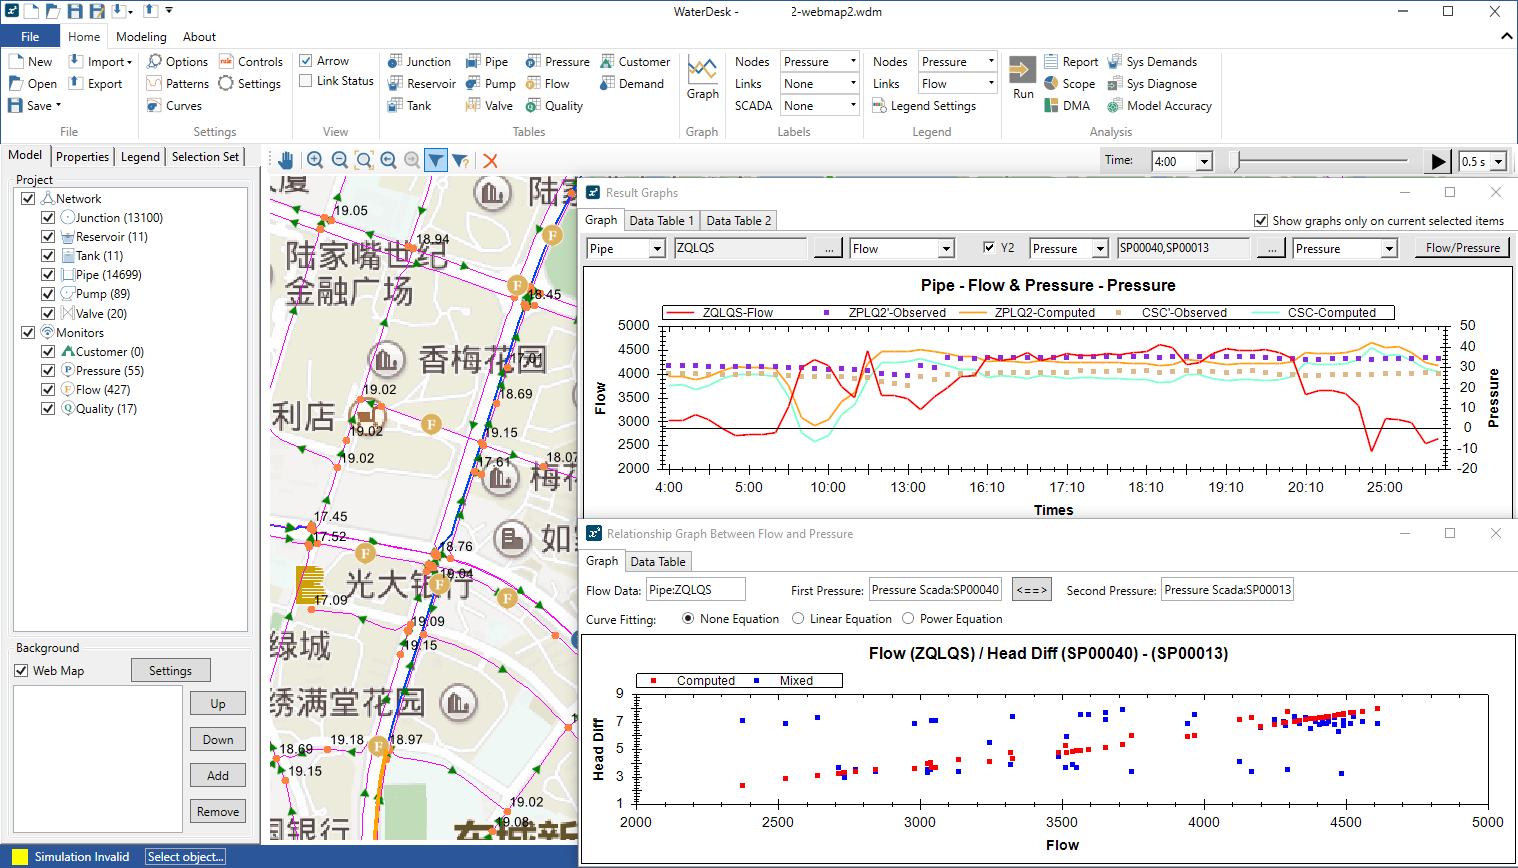 WaterDesk - 2-webmap2.wdm
File Home Modeling About
New Import Options rule Controls Arrow Junction Pipe Pressure Customer Nodes Pressure Nodes Pressure Report Sys Demands
Open Export Patterns Settings Link Status Reservoir Pump Flow Demand Links None Links Flow Scope Sys Diagnose
Save Curves Tank Valve Quality Graph SCADA None Legend Settings Run DMA Model Accuracy
File Settings View Tables Graph Labels Legend Analysis
Model Properties Legend Selection Set
Time: 4:00 0.5 s
Project
Network
Junction (13100)
Reservoir (11)
Tank (11)
Pipe (14699)
Pump (89)
Valve (20)
Monitors
Customer (0)
Pressure (55)
Flow (427)
Quality (17)
Background
Web Map Settings
Up
Down
Add
Remove
Simulation Invalid Select object...
厦
陆家
19.05
18.94
陆家嘴世纪
金融广场
F
F
18.45
香梅花园
17.01
19.02
18.69
利店
19.02
F
19.15
19.02
17.61
18.07
梅花
17.45
17.52
F
18.76
如
光大银行
19.04
F
F
17.09
19.09
19.15
绿城
绣满堂花园
19.18
F
18.97
18.69
19.15
19.02
19.08
国银行
东城新
Result Graphs
Graph Data Table 1 Data Table 2
Show graphs only on current selected items
Pipe ZQLQS ... Flow Y2 Pressure SP00040,SP00013 ... Pressure Flow/Pressure
Pipe - Flow & Pressure - Pressure
ZQLQS-Flow ZPLQ2'-Observed ZPLQ2-Computed CSC'-Observed CSC-Computed
5000
4500
4000
3500
3000
2500
2000
Flow
50
40
30
20
10
0
-10
-20
Pressure
4:00 5:00 10:00 13:00 16:10 17:10 18:10 19:10 20:10 25:00
Times
Relationship Graph Between Flow and Pressure
Graph Data Table
Flow Data: Pipe:ZQLQS First Pressure: Pressure Scada:SP00040 <==> Second Pressure: Pressure Scada:SP00013
Curve Fitting: None Equation Linear Equation Power Equation
Flow (ZQLQS) / Head Diff (SP00040) - (SP00013)
Computed Mixed
9
7
5
3
1
Head Diff
2000 2500 3000 3500 4000 4500 5000
Flow